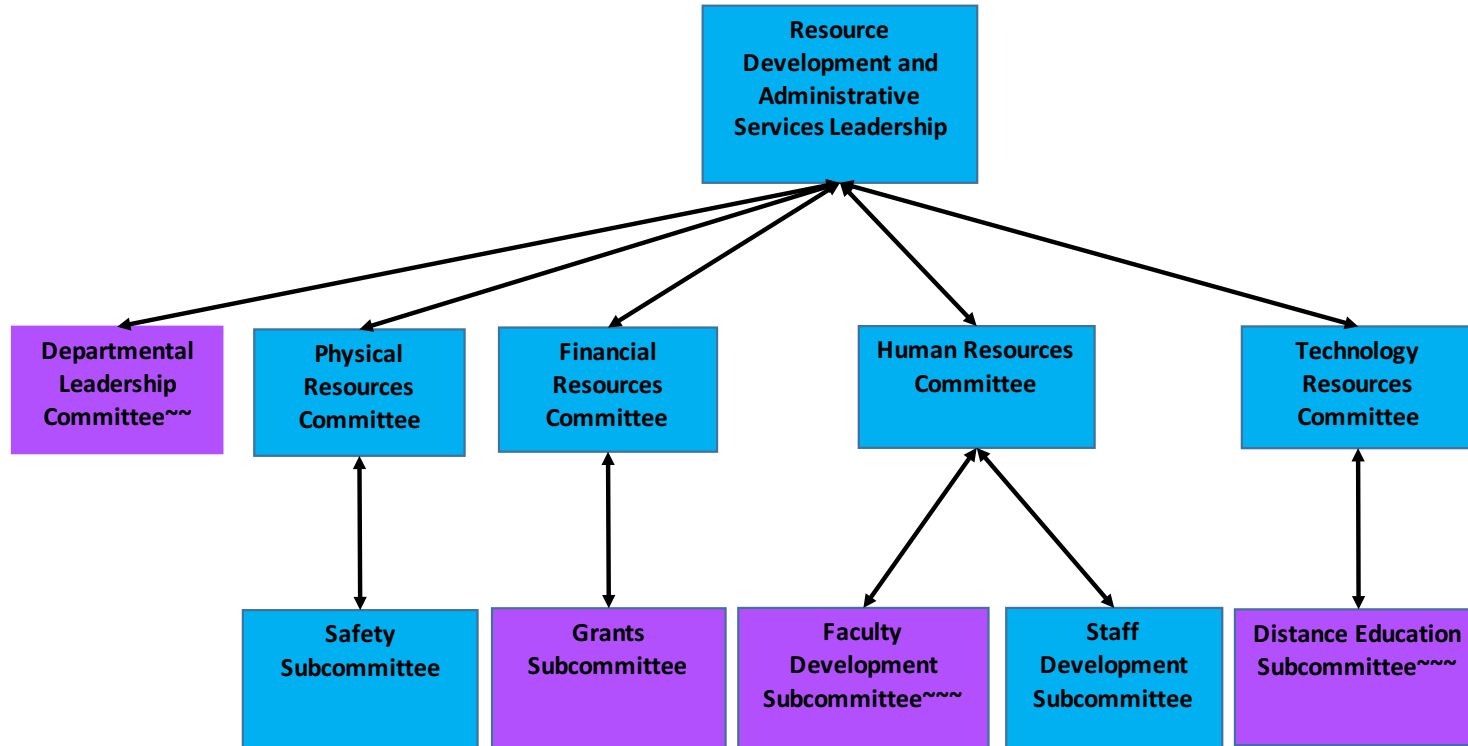 Resource
Development and
Administrative
Services Leadership
Departmental
Leadership
Committee~~
Physical
Resources
Committee
Financial
Resources
Committee
Human Resources
Committee
Technology
Resources
Committee
Safety
Subcommittee
Grants
Subcommittee
Faculty
Development
Subcommittee~~~
Staff
Development
Subcommittee
Distance Education
Subcommittee~~~